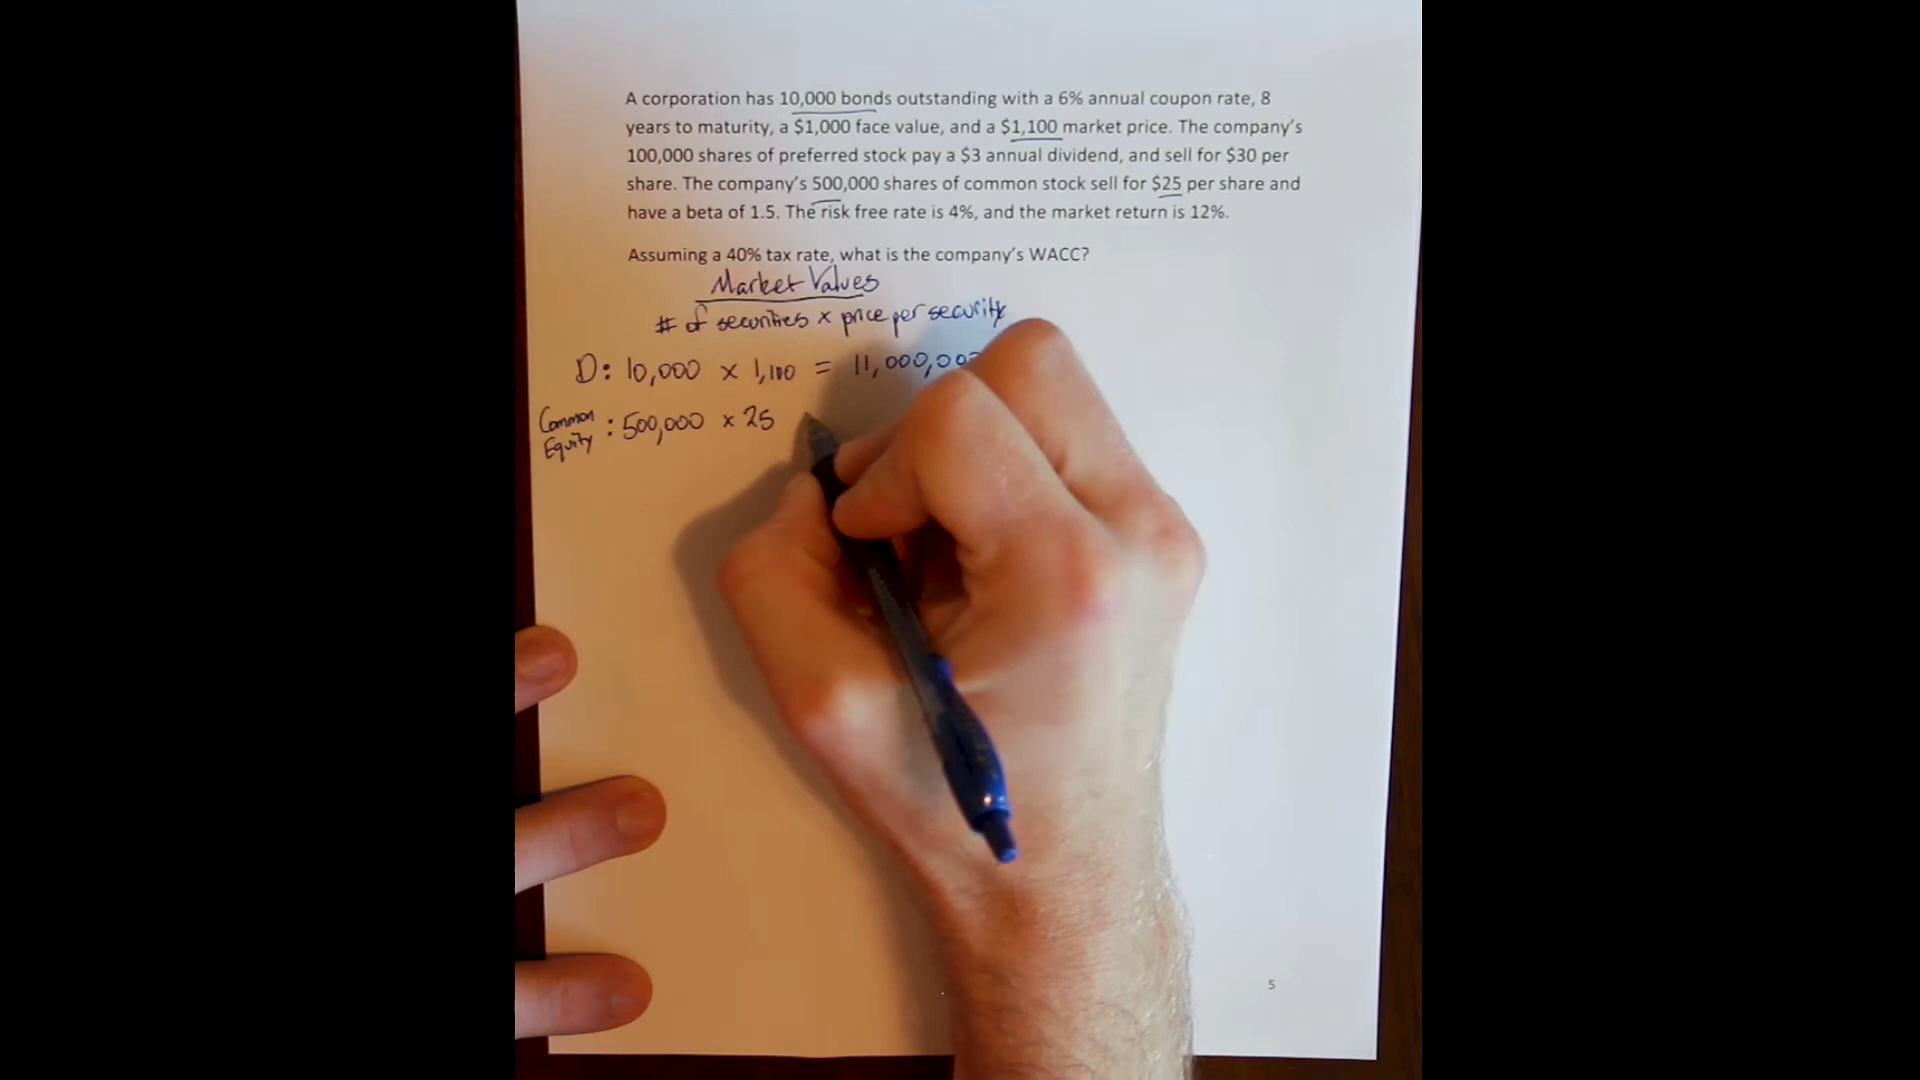 A corporation has 10,000 bonds outstanding with a 6% annual coupon rate, 8
years to maturity, a $1,000 face value, and a $1,100 market price. The company's
100,000 shares of preferred stock pay a $3 annual dividend, and sell for $30 per
share. The company's 500,000 shares of common stock sell for $25 per share and
have a beta of 1.5. The risk free rate is 4%, and the market return is 12%.
Assuming a 40% tax rate, what is the company's WACC?
Market Values
# of securities × price per security
D: 10,000 × 1,100 = 11,000,000
Common
Equity : 500,000 × 25
5